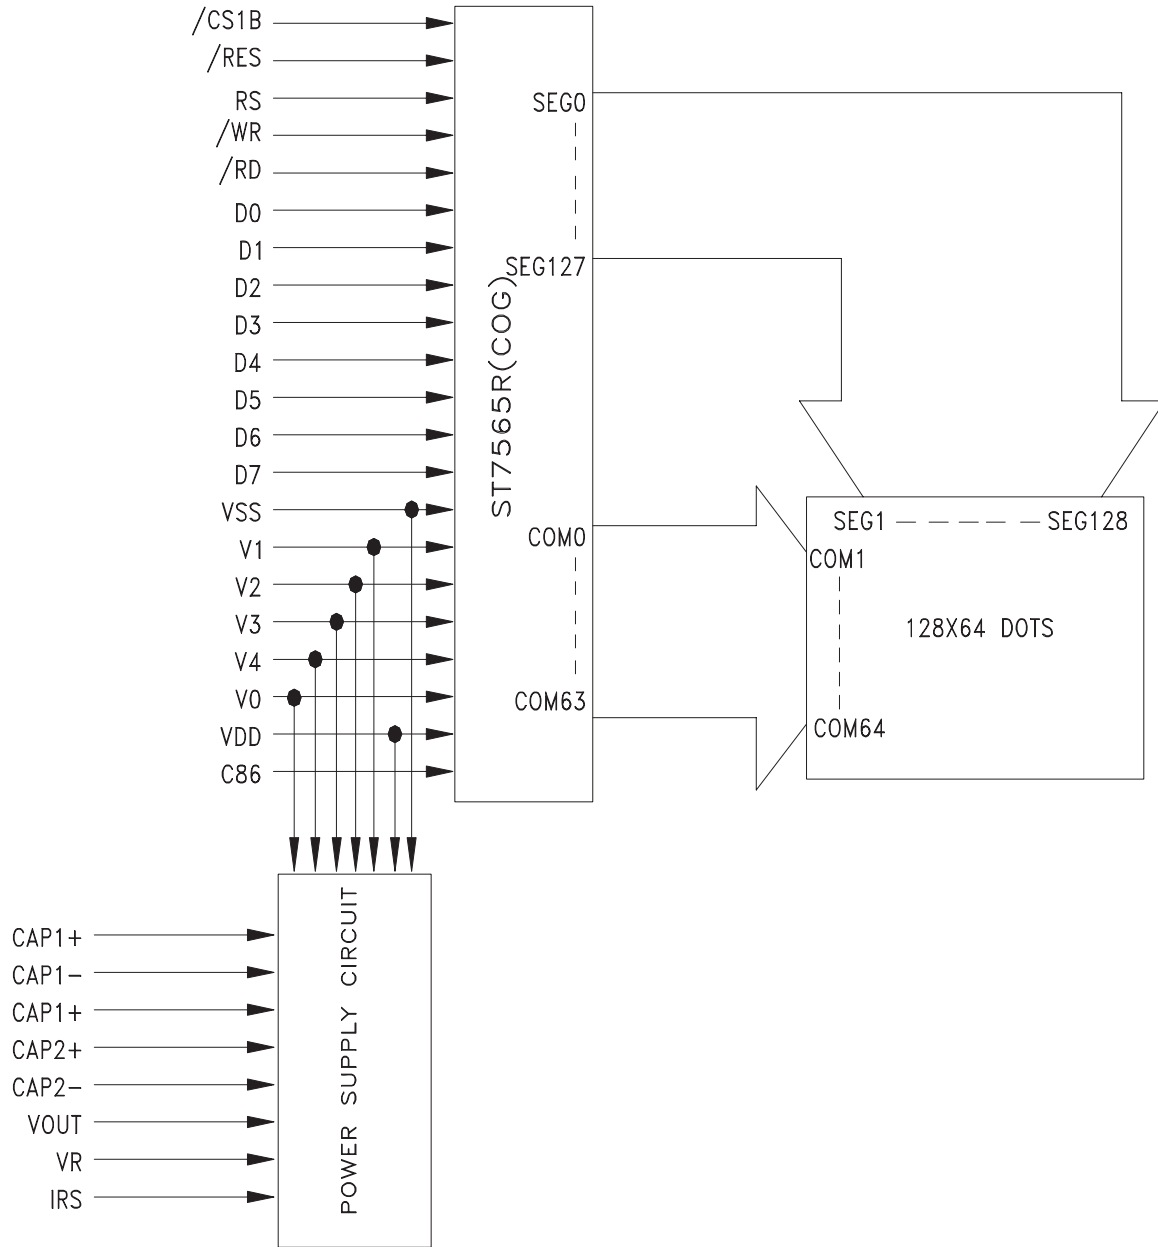 /CS1B
/RES
RS
/WR
/RD
D0
D1
D2
D3
D4
D5
D6
D7
VSS
V1
V2
V3
V4
V0
VDD
C86
SEG0
SEG127
ST7565R(COG)
COM0
COM63
SEG1
SEG128
COM1
128X64 DOTS
COM64
CAP1+
CAP1-
CAP1+
CAP2+
CAP2-
VOUT
VR
IRS
POWER SUPPLY CIRCUIT